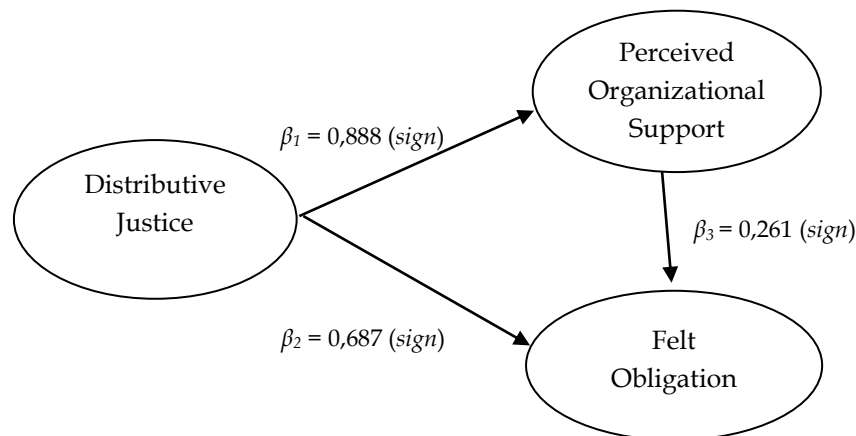 Perceived
Organizational
Support
β1 = 0,888 (sign)
Distributive
Justice
β3 = 0,261 (sign)
β2 = 0,687 (sign)
Felt
Obligation